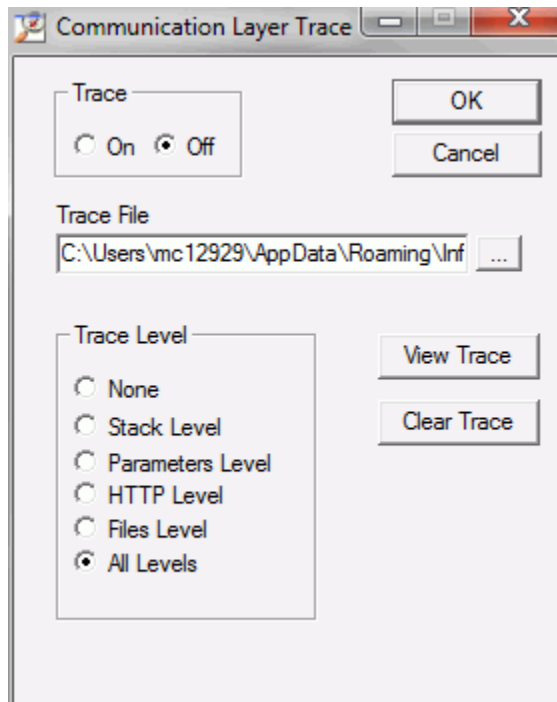 Communication Layer Trace
Trace
On Off
OK
Cancel
Trace File
C:\Users\mc12929\AppData\Roaming\Inf ...
Trace Level
None
Stack Level
Parameters Level
HTTP Level
Files Level
All Levels
View Trace
Clear Trace